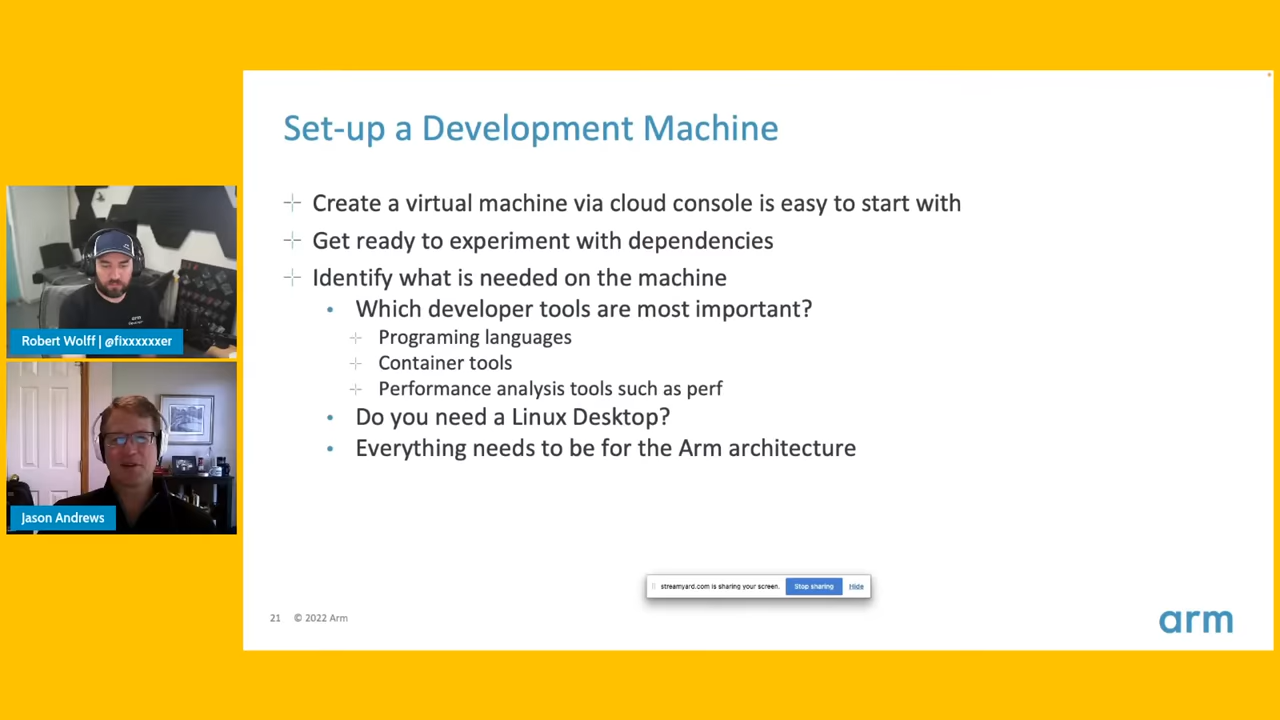 Set-up a Development Machine
Create a virtual machine via cloud console is easy to start with
Get ready to experiment with dependencies
Identify what is needed on the machine
Which developer tools are most important?
Programing languages
Container tools
Performance analysis tools such as perf
Do you need a Linux Desktop?
Everything needs to be for the Arm architecture
arm
Robert Wolff | @fixxxxxxer
Jason Andrews
streamyard.com is sharing your screen. Stop sharing Hide
21 © 2022 Arm
arm